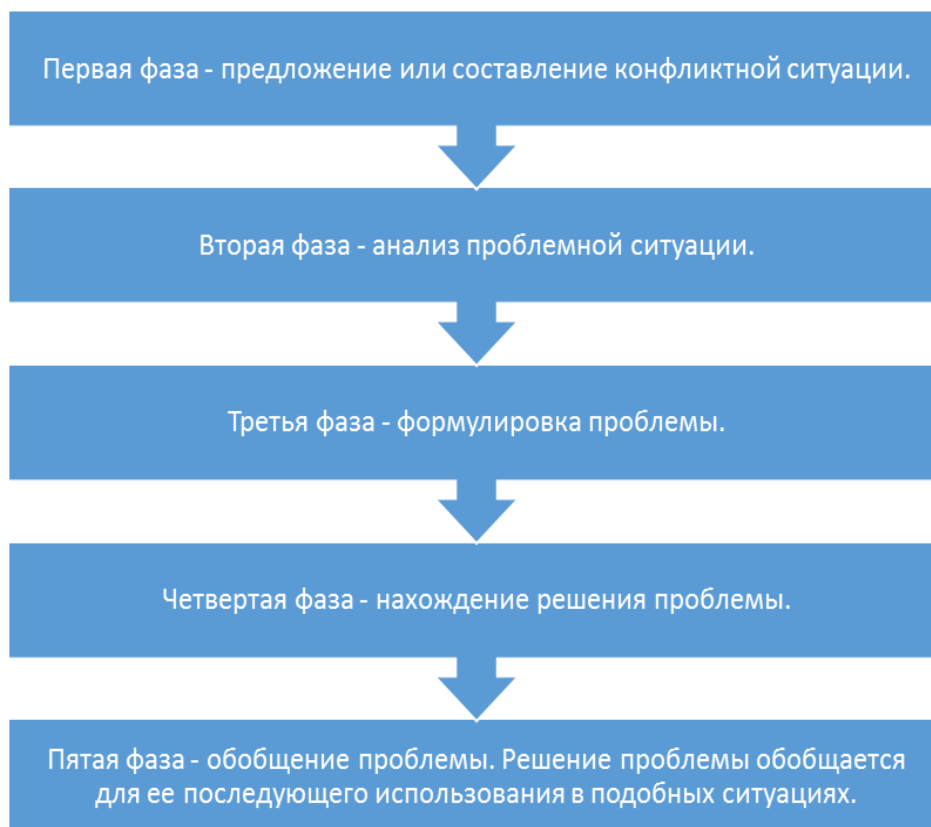 Первая фаза - предложение или составление конфликтной ситуации.
Вторая фаза - анализ проблемной ситуации.
Третья фаза - формулировка проблемы.
Четвертая фаза - нахождение решения проблемы.
Пятая фаза - обобщение проблемы. Решение проблемы обобщается
для ее последующего использования в подобных ситуациях.